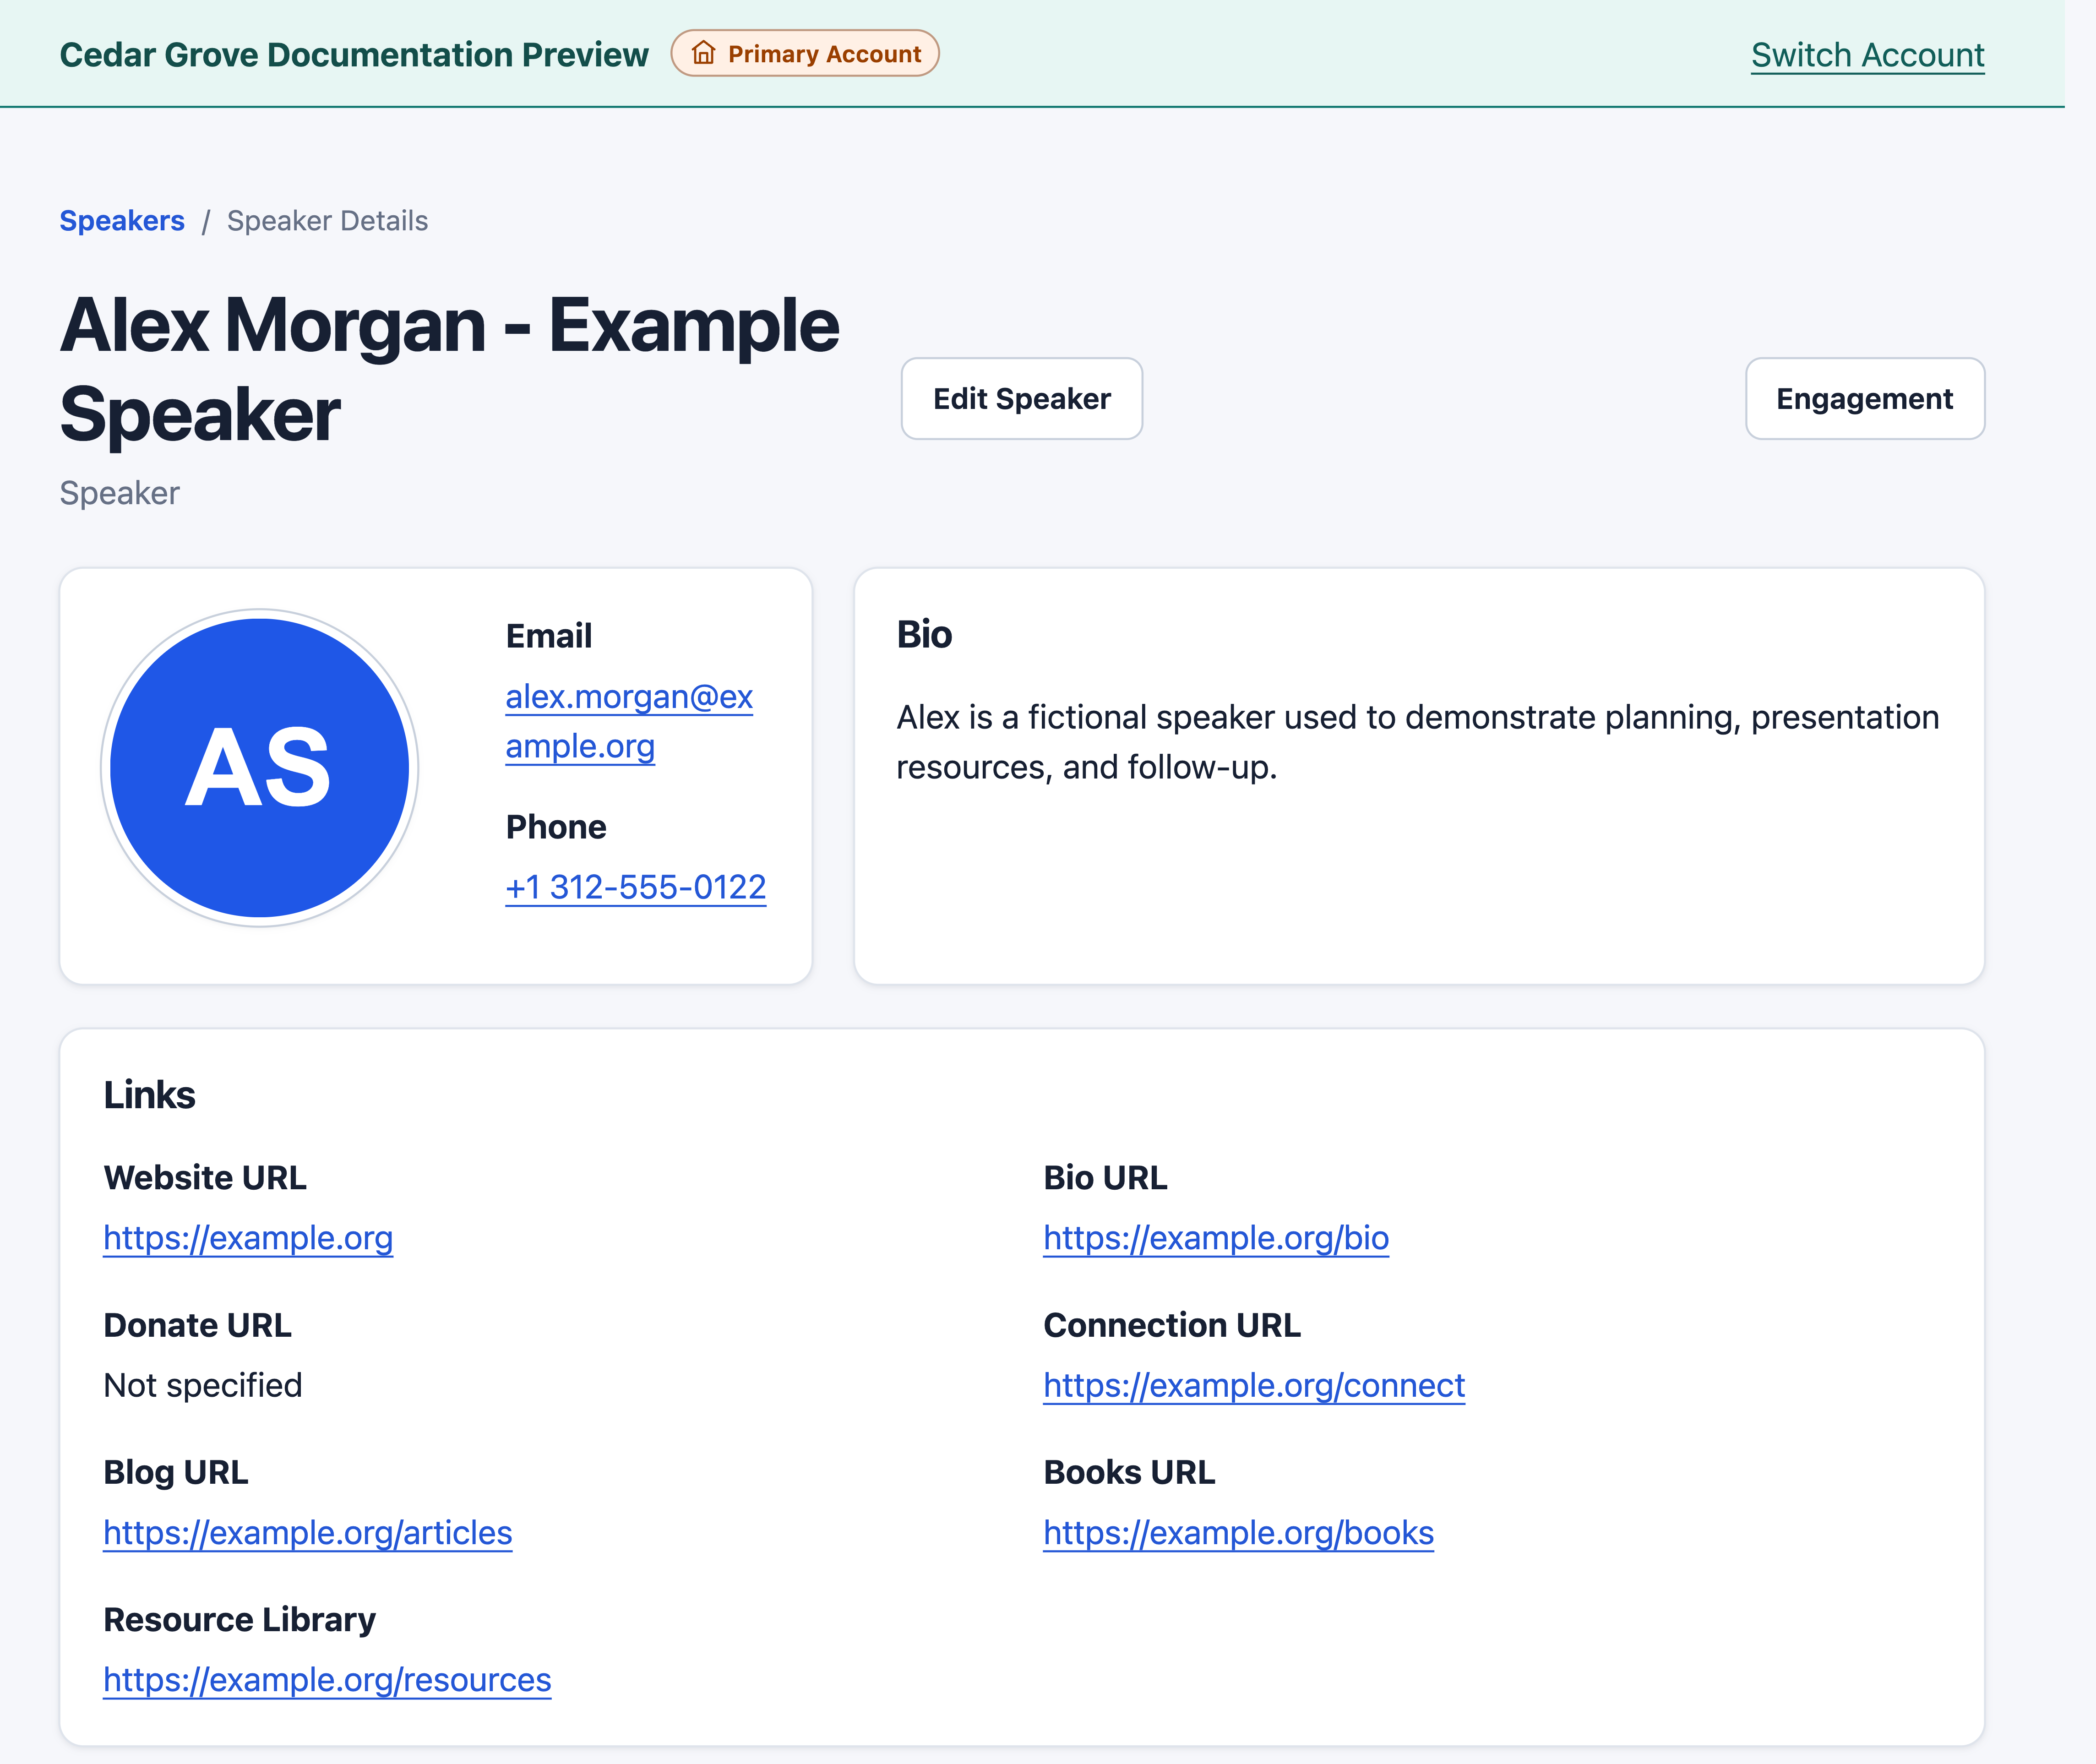 Cedar Grove Documentation Preview
Primary Account
Switch Account
Speakers / Speaker Details
Alex Morgan - Example
Speaker
Edit Speaker
Engagement
Speaker
AS
Email
alex.morgan@ex
ample.org
Phone
+1 312-555-0122
Bio
Alex is a fictional speaker used to demonstrate planning, presentation
resources, and follow-up.
Links
Website URL
https://example.org
Bio URL
https://example.org/bio
Donate URL
Not specified
Connection URL
https://example.org/connect
Blog URL
https://example.org/articles
Books URL
https://example.org/books
Resource Library
https://example.org/resources